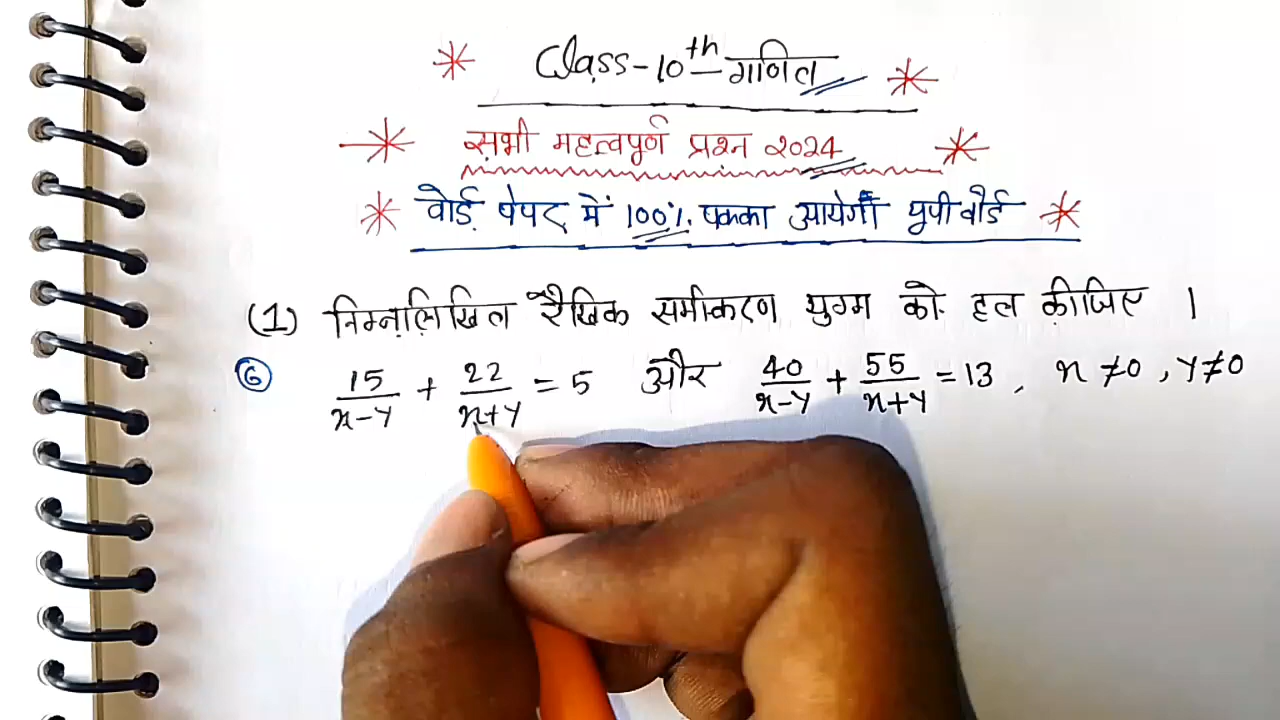 Class-10th गणित
सभी महत्वपूर्ण प्रश्न २०२4
बोर्ड पेपर में 100% पक्का आयेगा यूपी बोर्ड
(1) निम्नलिखित रैखिक समीकरण युग्म को हल कीजिए ।
6 15/(x-y) + 22/(x+y) = 5 और 40/(x-y) + 55/(x+y) = 13, x ≠ 0, y ≠ 0